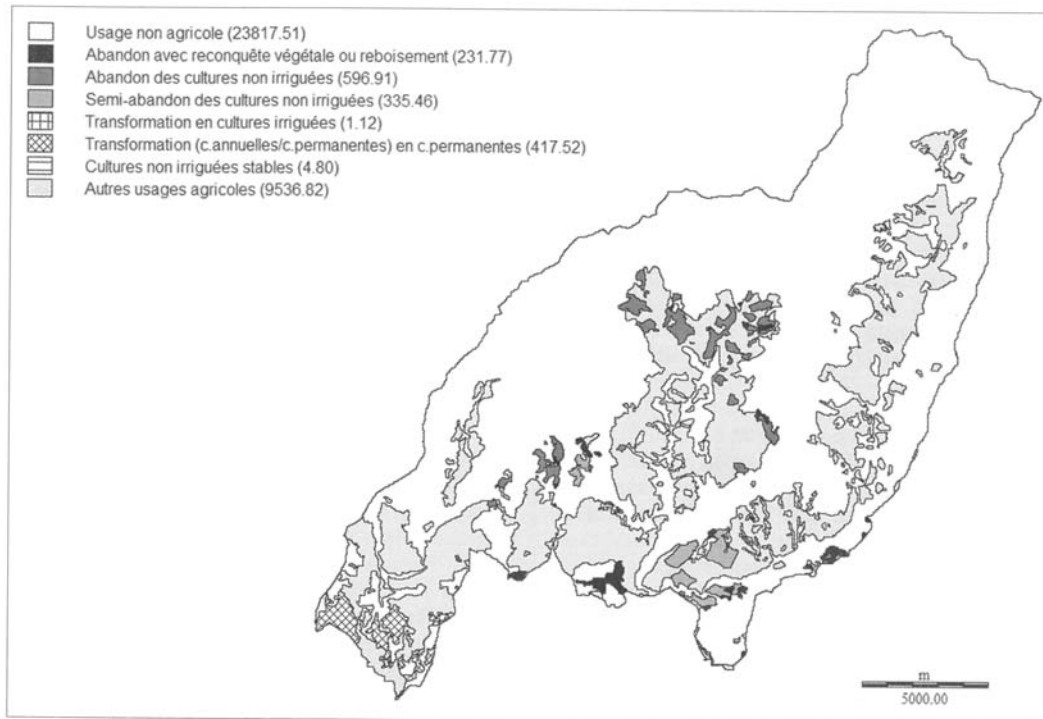 Usage non agricole (23817.51)
Abandon avec reconquête végétale ou reboisement (231.77)
Abandon des cultures non irriguées (596.91)
Semi-abandon des cultures non irriguées (335.46)
Transformation en cultures irriguées (1.12)
Transformation (c.annuelles/c.permanentes) en c.permanentes (417.52)
Cultures non irriguées stables (4.80)
Autres usages agricoles (9536.82)
m
5000.00